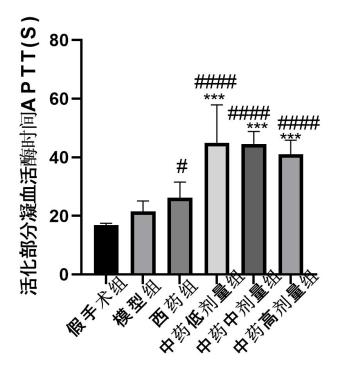 活化部分凝血活酶时间APTT(S)
80
60
40
20
0
####
***
####
***
####
***
#
假手术组
模型组
西药组
中药低剂量组
中药中剂量组
中药高剂量组